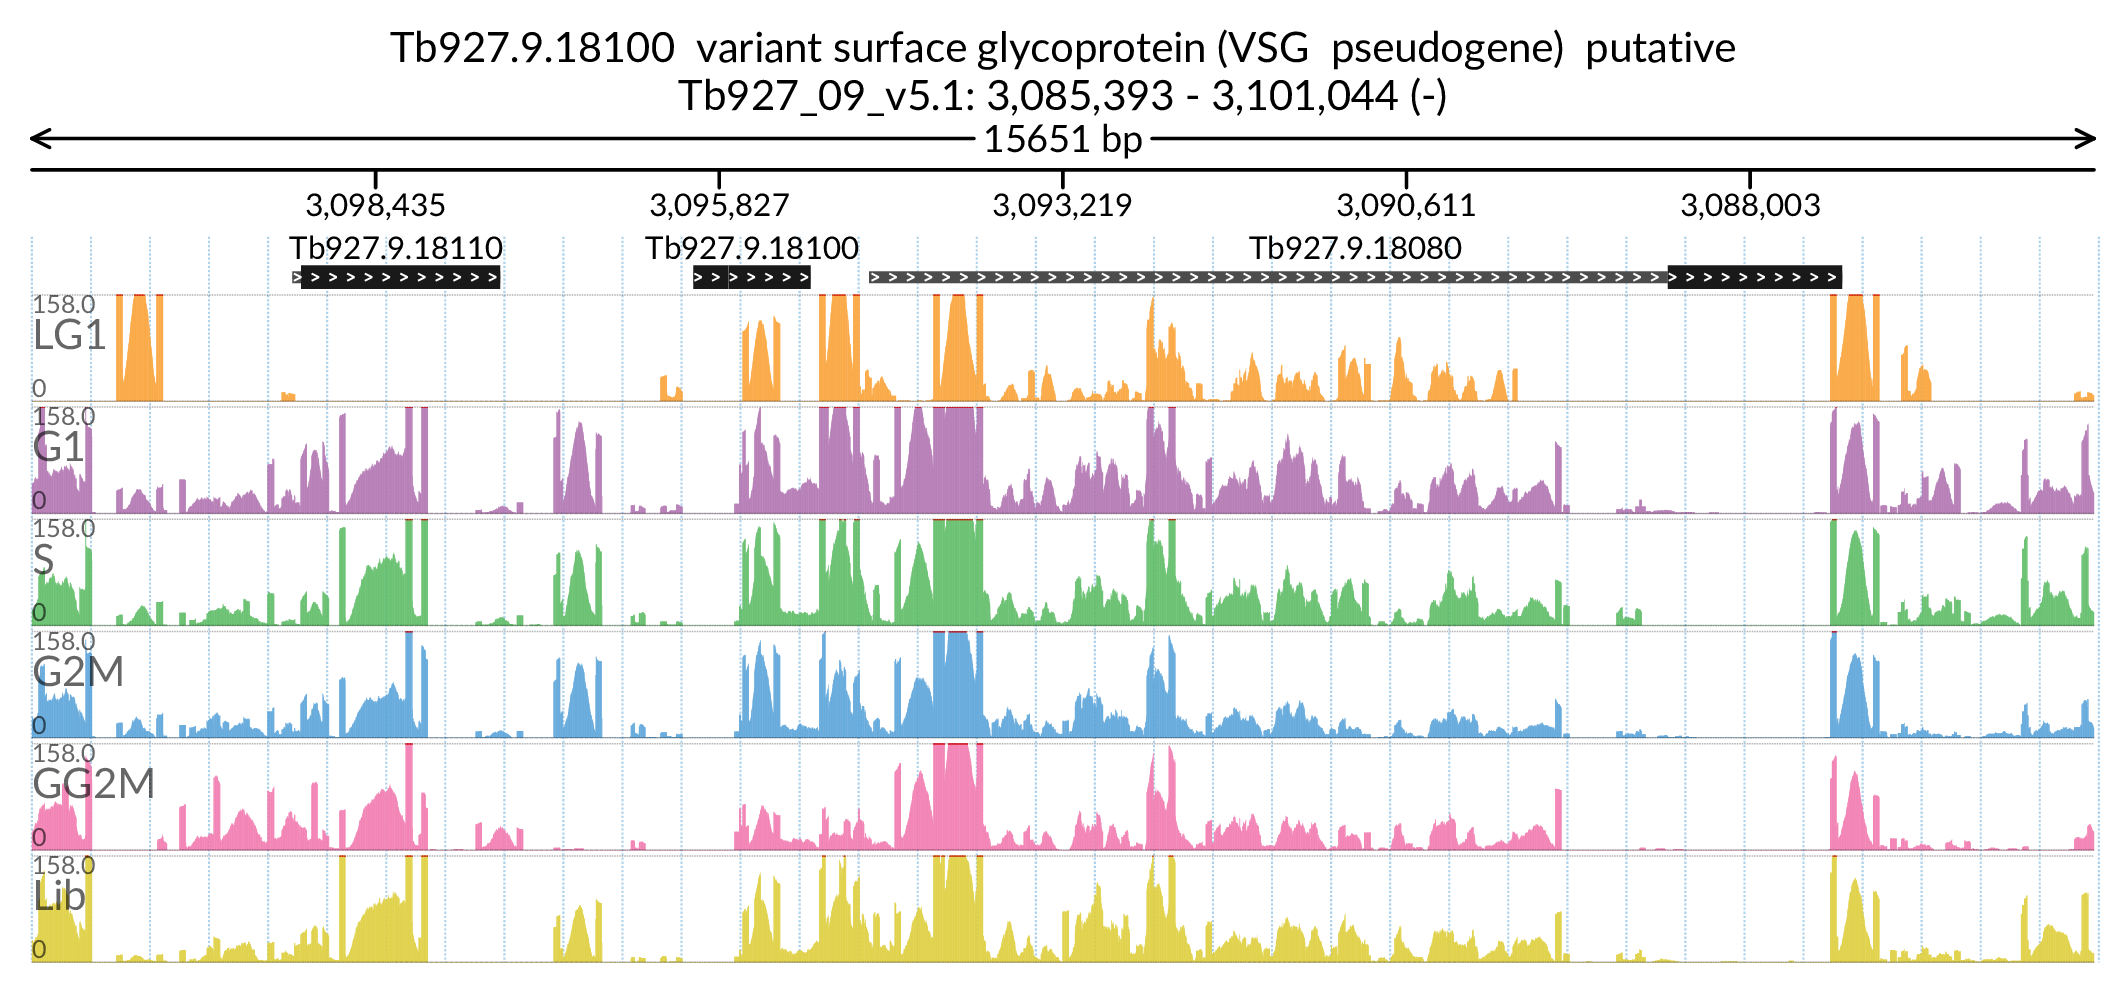 Tb927.9.18100 variant surface glycoprotein (VSG pseudogene) putative
Tb927_09_v5.1: 3,085,393 - 3,101,044 (-)
15651 bp
3,098,435 3,095,827 3,093,219 3,090,611 3,088,003
Tb927.9.18110 Tb927.9.18100 Tb927.9.18080
158.0
LG1
0
158.0
G1
0
158.0
S
0
158.0
G2M
0
158.0
GG2M
0
158.0
Lib
0